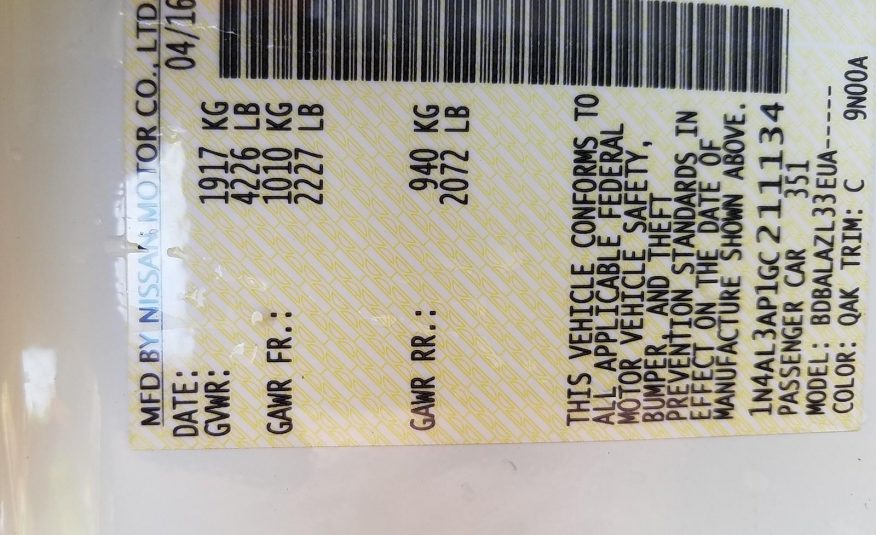 MFD BY NISSAN MOTOR CO., LTD.
DATE: 04/16
GVWR: 1917 KG
4226 LB
GAWR FR.: 1010 KG
2227 LB
GAWR RR.: 940 KG
2072 LB
THIS VEHICLE CONFORMS TO
ALL APPLICABLE FEDERAL
MOTOR VEHICLE SAFETY,
BUMPER AND THEFT
PREVENTION STANDARDS IN
EFFECT ON THE DATE OF
MANUFACTURE SHOWN ABOVE.
1N4AL3AP1GC211134
PASSENGER CAR 351
MODEL: BDBALAZL33EUA-----
COLOR: QAK TRIM: C 9N00A